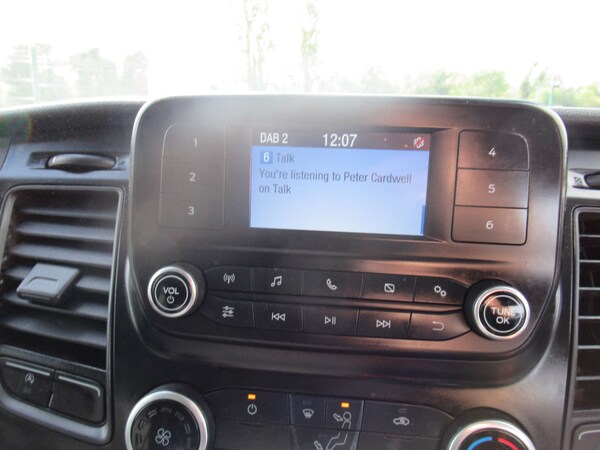 DAB 2 12:07
6 Talk
You're listening to Peter Cardwell
on Talk
1
2
3
4
5
6
VOL
TUNE
OK
A